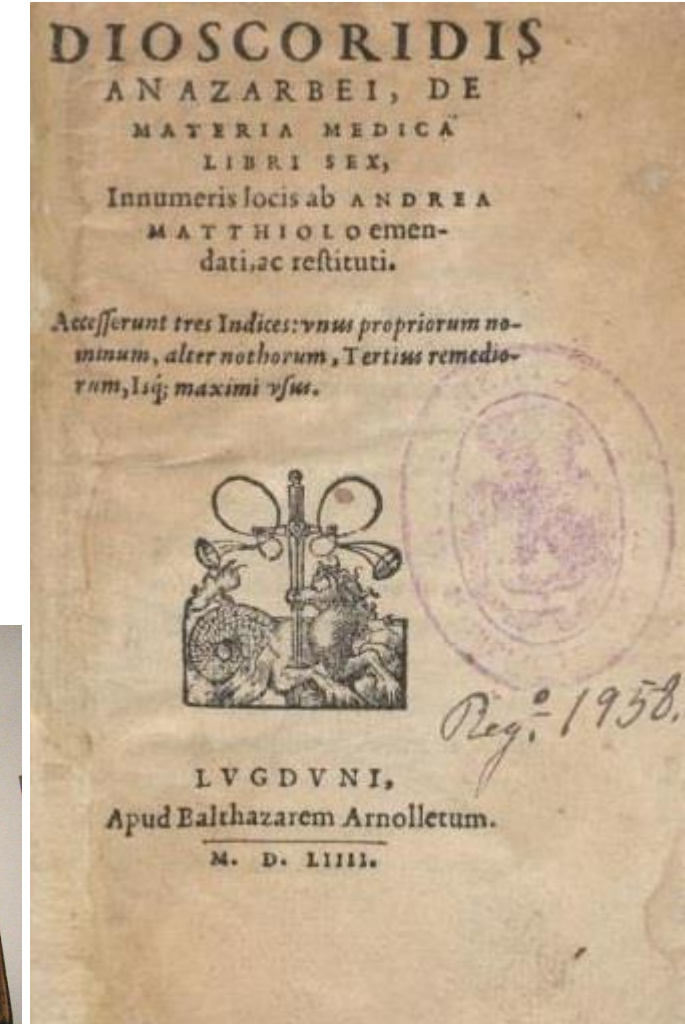 DIOSCORIDIS
ANAZARBEI, DE
MATERIA MEDICA
LIBRI SEX,
Innumeris locis ab ANDREA
MATTHIOLO emen-
dati, ac reſtituti.
Acceſſerunt tres Indices: vnus propriorum no-
minum, alter nothorum, Tertius remedio-
rum, Iſq́; maximi vſus.
Reg.º 1958.
LVGDVNI,
Apud Balthazarem Arnolletum.
M. D. LIIII.